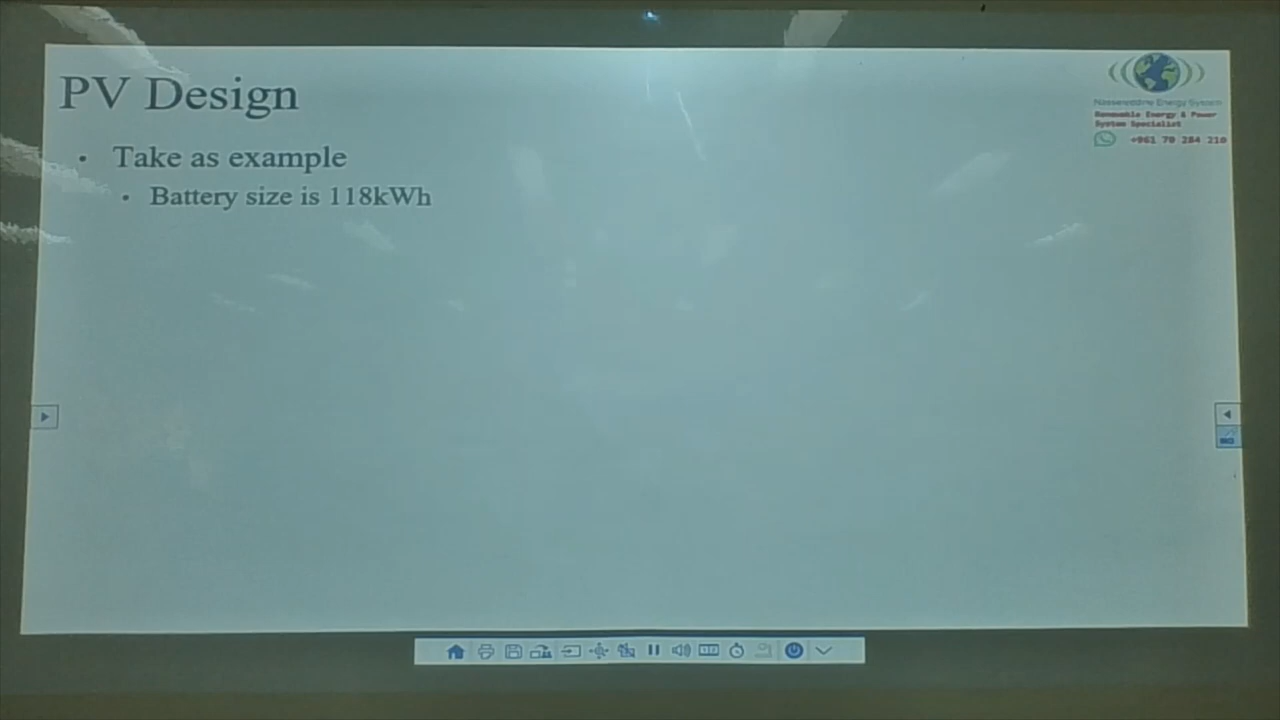 PV Design
• Take as example
• Battery size is 118kWh
Nassereddine Energy System
Renewable Energy & Power
System Specialist
+961 70 284 210